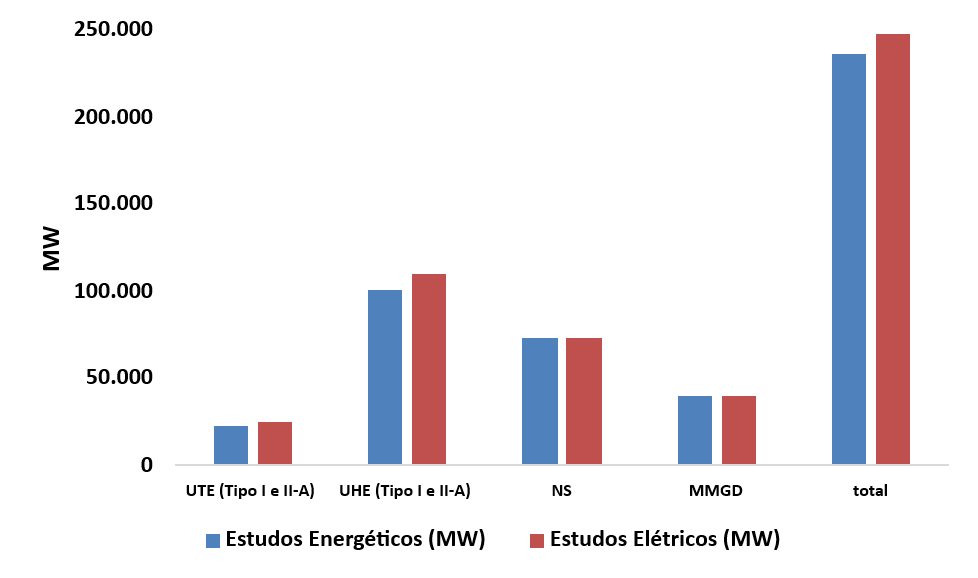 250.000
200.000
150.000
100.000
50.000
0
MW
UTE (Tipo I e II-A) UHE (Tipo I e II-A) NS MMGD total
Estudos Energéticos (MW) Estudos Elétricos (MW)